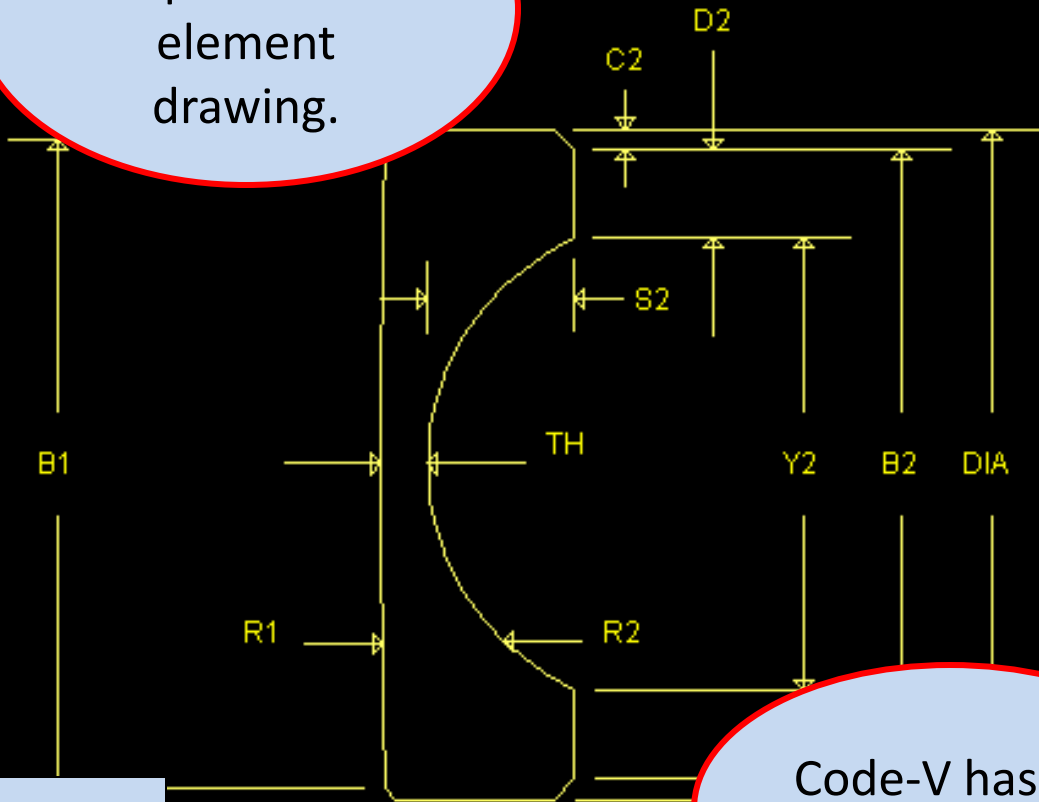 element
drawing.
D2
C2
S2
TH
B1
Y2
B2
DIA
R1
R2
Code-V has